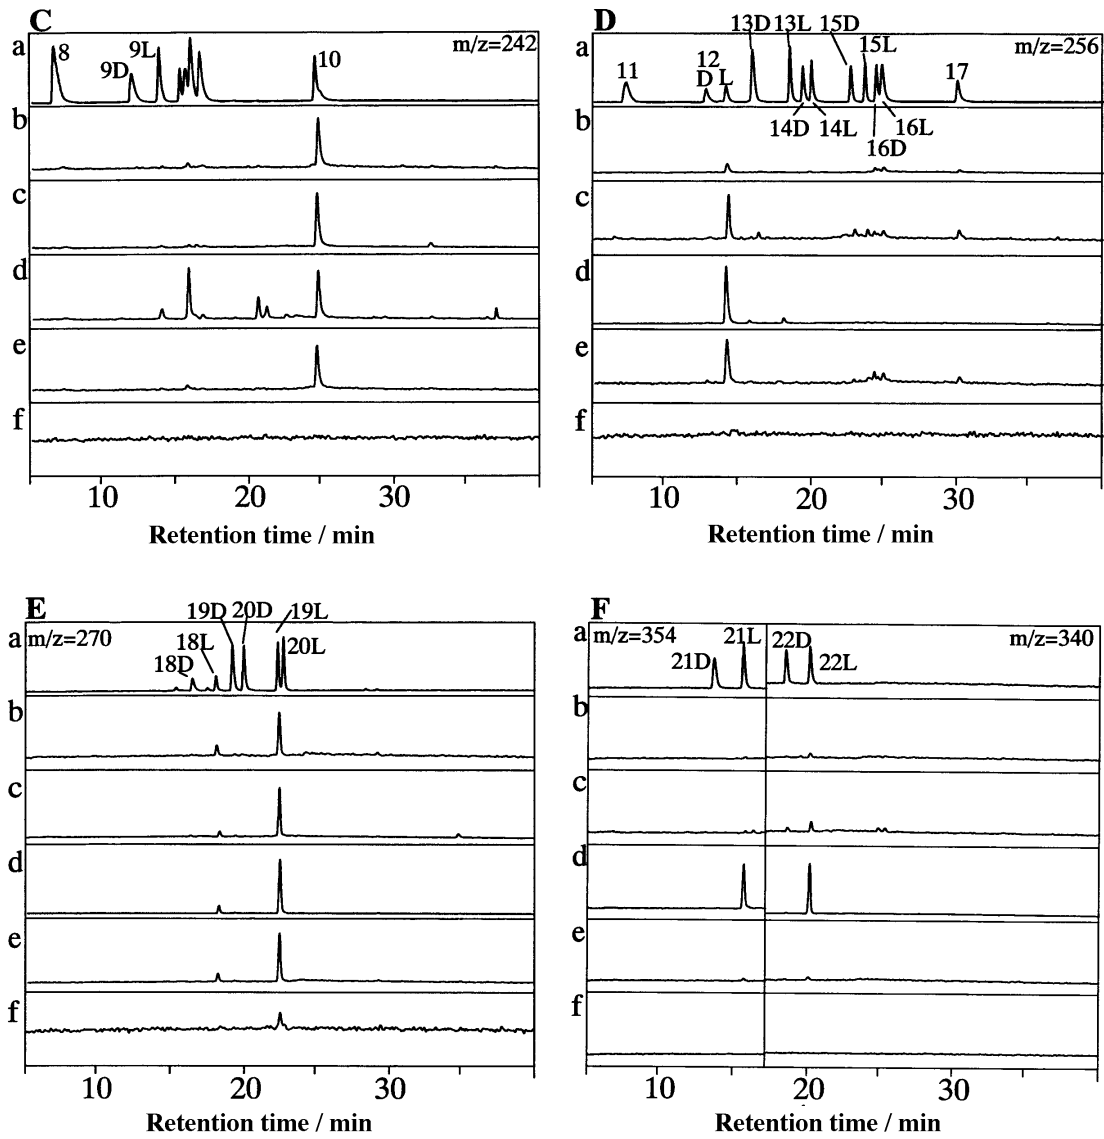 C
a
8
9D
9L
10
m/z=242
b
c
d
e
f
10 20 30
Retention time / min
D
a
11
12
D L
13D 13L 15D
15L
17
m/z=256
14D 14L
16D
16L
b
c
d
e
f
10 20 30
Retention time / min
E
a
m/z=270
18D
18L
19D 20D 19L
20L
b
c
d
e
f
10 20 30
Retention time / min
F
a
m/z=354
21D
21L
22D
22L
m/z=340
b
c
d
e
f
10 20 30
Retention time / min